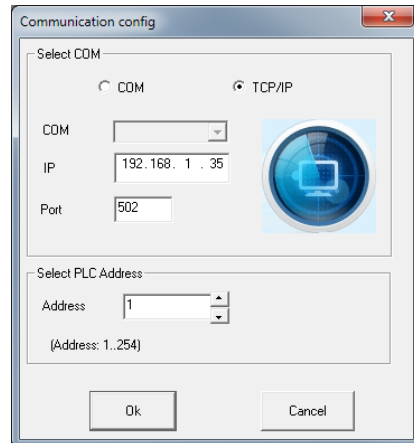 Communication config
Select COM
COM
TCP/IP
COM
IP
192.168. 1 . 35
Port
502
Select PLC Address
Address
1
(Address: 1..254)
Ok
Cancel